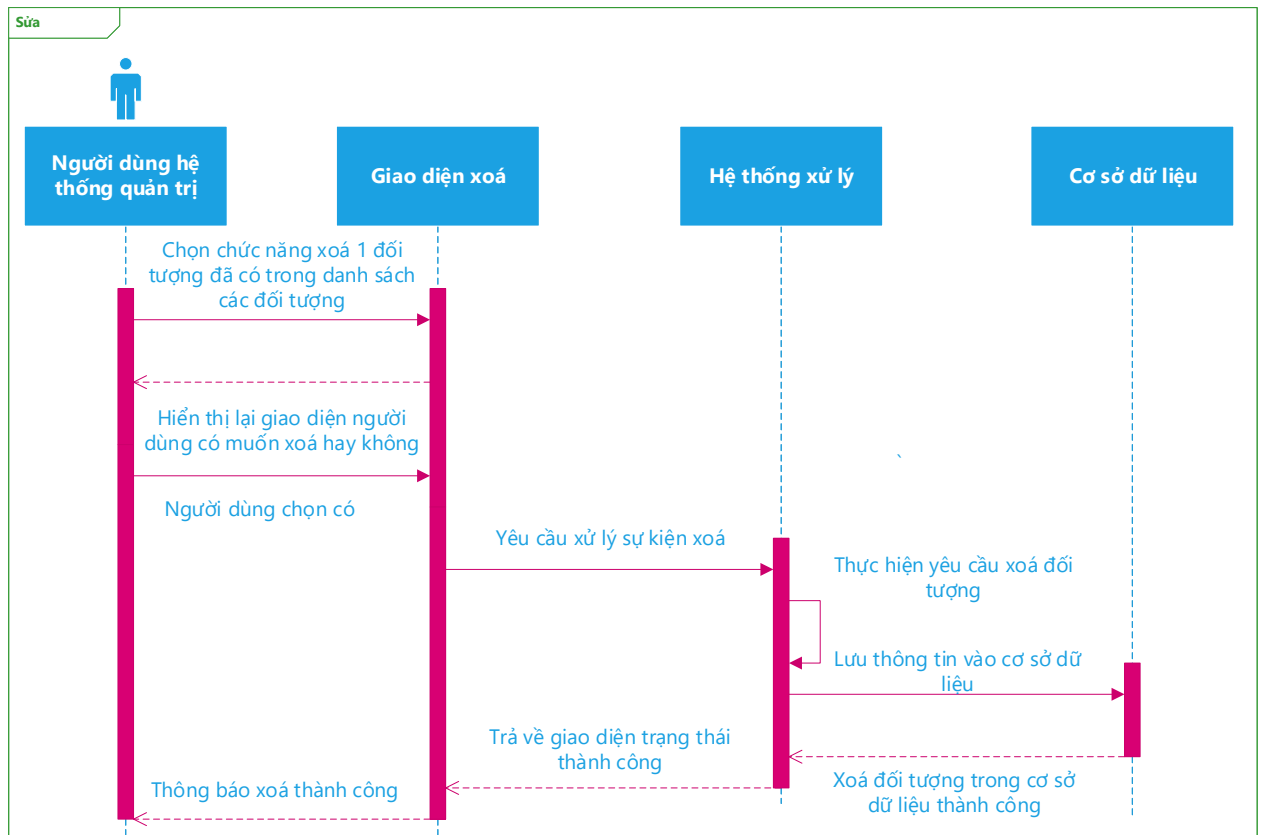 Sửa
Người dùng hệ
thống quản trị
Giao diện xoá
Hệ thống xử lý
Cơ sở dữ liệu
Chọn chức năng xoá 1 đối
tượng đã có trong danh sách
các đối tượng
Hiển thị lại giao diện người
dùng có muốn xoá hay không
`
Người dùng chọn có
Yêu cầu xử lý sự kiện xoá
Thực hiện yêu cầu xoá đối
tượng
Lưu thông tin vào cơ sở dữ
liệu
Trả về giao diện trạng thái
thành công
Xoá đối tượng trong cơ sở
dữ liệu thành công
Thông báo xoá thành công